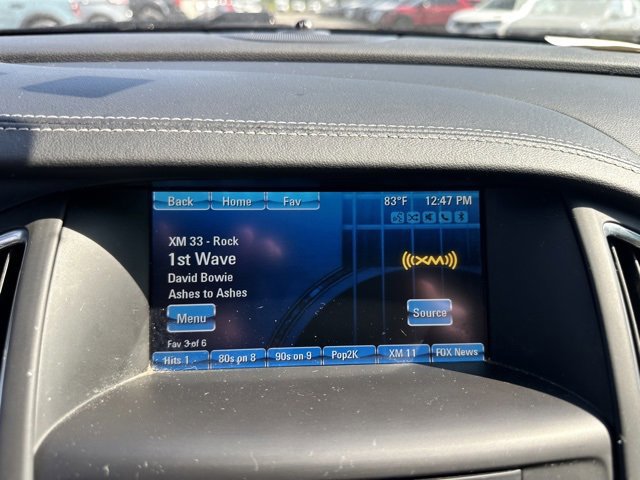 Back Home Fav 83°F 12:47 PM
XM 33 - Rock
1st Wave
David Bowie
Ashes to Ashes
((XM))
Menu Source
Fav 3 of 6
Hits 1 80s on 8 90s on 9 Pop2K XM 11 FOX News